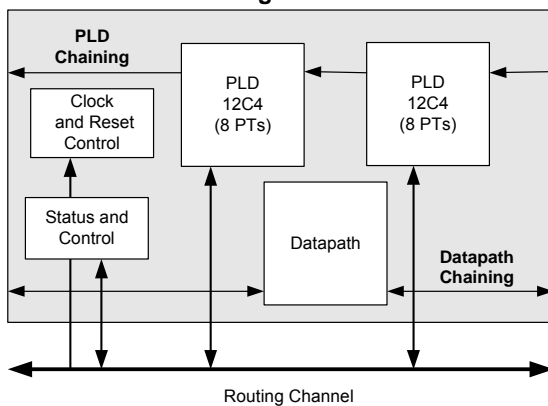 PLD
Chaining
PLD
12C4
(8 PTs)
PLD
12C4
(8 PTs)
Clock
and Reset
Control
Status and
Control
Datapath
Datapath
Chaining
Routing Channel